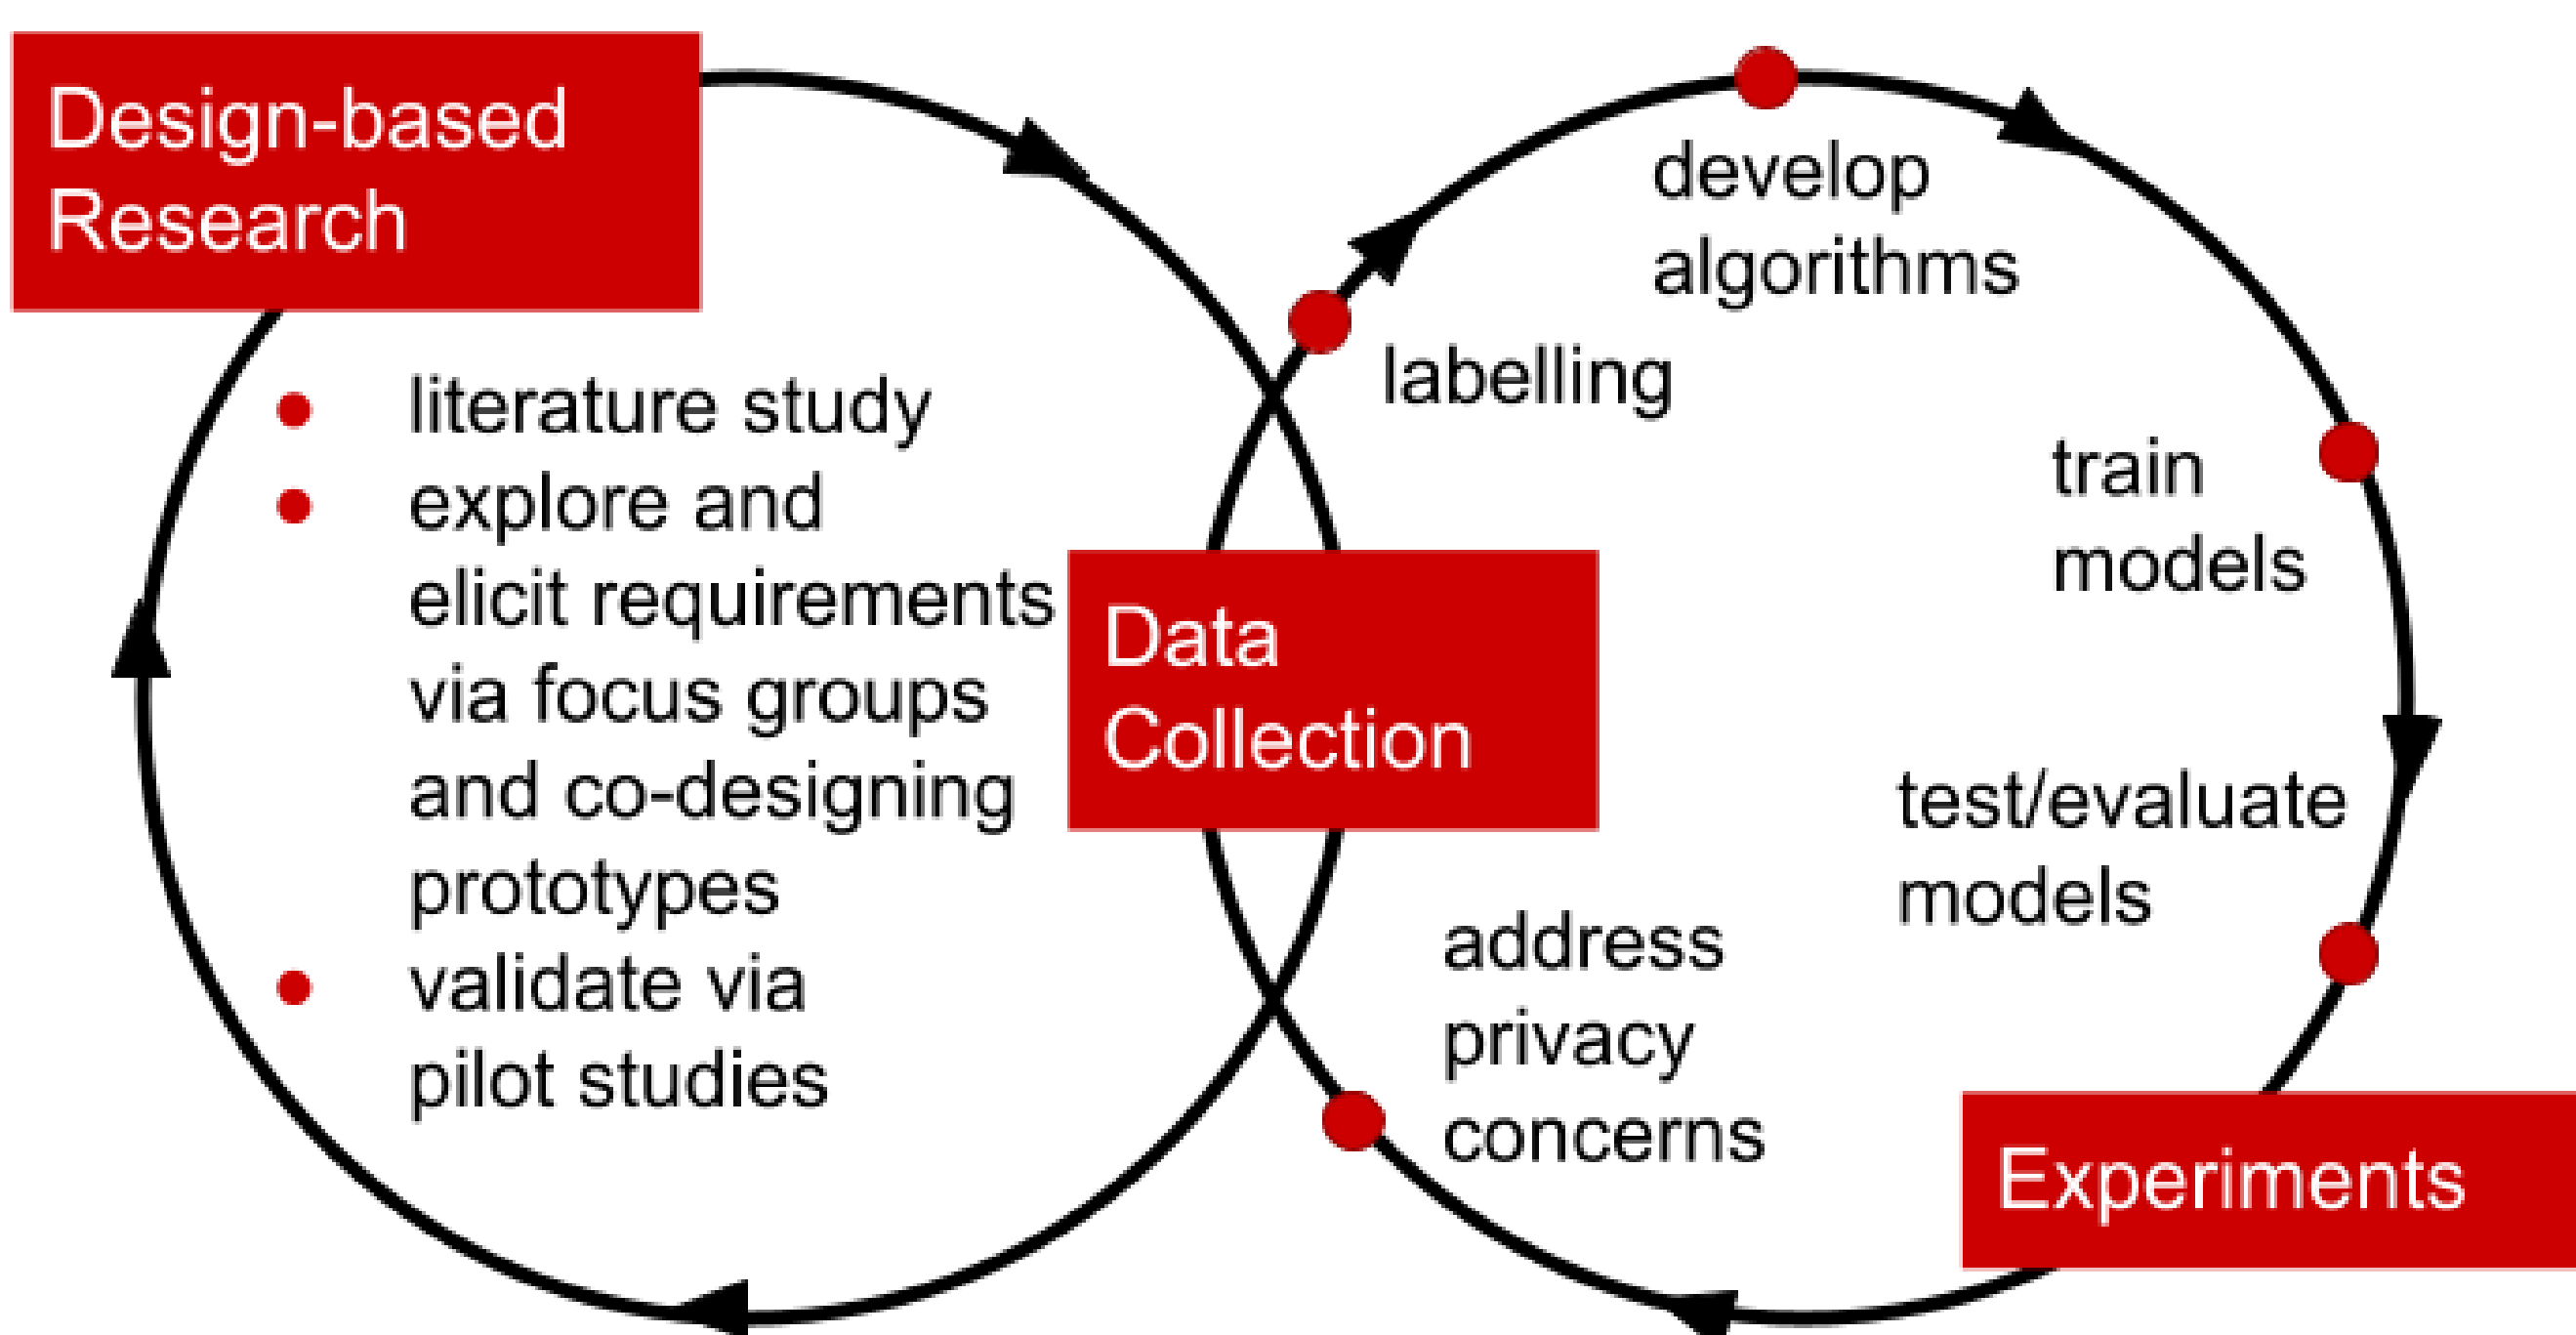 Design-based
Research
literature study
explore and
elicit requirements
via focus groups
and co-designing
prototypes
validate via
pilot studies
Data
Collection
labelling
develop
algorithms
train
models
test/evaluate
models
Experiments
address
privacy
concerns